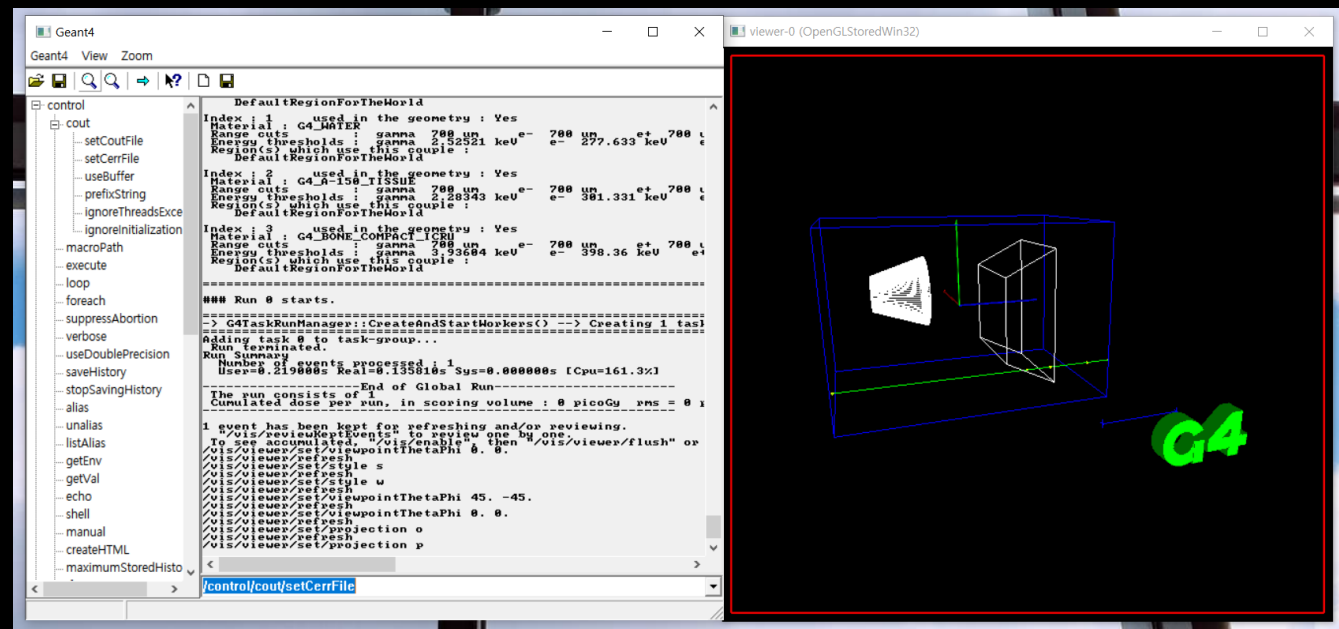 Geant4
Geant4 View Zoom
control
cout
setCoutFile
setCerrFile
useBuffer
prefixString
ignoreThreadsExce
ignoreInitialization
macroPath
execute
loop
foreach
suppressAbortion
verbose
useDoublePrecision
saveHistory
stopSavingHistory
alias
unalias
listAlias
getEnv
getVal
echo
shell
manual
createHTML
maximumStoredHisto
DefaultRegionForTheWorld
Index : 1 used in the geometry : Yes
Material : G4_WATER
Range cuts : gamma 700 um e- 700 um e+ 700 u
Energy thresholds : gamma 2.52521 keV e- 277.633 keV e
Region(s) which use this couple :
DefaultRegionForTheWorld
Index : 2 used in the geometry : Yes
Material : G4_A-150_TISSUE
Range cuts : gamma 700 um e- 700 um e+ 700 u
Energy thresholds : gamma 2.28343 keV e- 301.331 keV e
Region(s) which use this couple :
DefaultRegionForTheWorld
Index : 3 used in the geometry : Yes
Material : G4_BONE_COMPACT_ICRU
Range cuts : gamma 700 um e- 700 um e+ 700 u
Energy thresholds : gamma 3.93604 keV e- 398.36 keV e+
Region(s) which use this couple :
DefaultRegionForTheWorld
========================================
### Run 0 starts.
========================================
-> G4TaskRunManager::CreateAndStartWorkers() --> Creating 1 task
========================================
Adding task 0 to task-group...
Run terminated.
Run Summary
Number of events processed : 1
User=0.219000s Real=0.135810s Sys=0.000000s [Cpu=161.3%]
--------------------End of Global Run-----------------------
The run consists of 1
Cumulated dose per run, in scoring volume : 0 picoGy rms = 0 p
------------------------------------------------------------
1 event has been kept for refreshing and/or reviewing.
"/vis/reviewKeptEvents" to review one by one.
To see accumulated, "/vis/enable", then "/vis/viewer/flush" or
/vis/viewer/set/viewpointThetaPhi 0. 0.
/vis/viewer/refresh
/vis/viewer/set/style s
/vis/viewer/refresh
/vis/viewer/set/style w
/vis/viewer/refresh
/vis/viewer/set/viewpointThetaPhi 45. -45.
/vis/viewer/refresh
/vis/viewer/set/viewpointThetaPhi 0. 0.
/vis/viewer/refresh
/vis/viewer/set/projection o
/vis/viewer/refresh
/vis/viewer/set/projection p
/control/cout/setCerrFile
viewer-0 (OpenGLStoredWin32)
G4